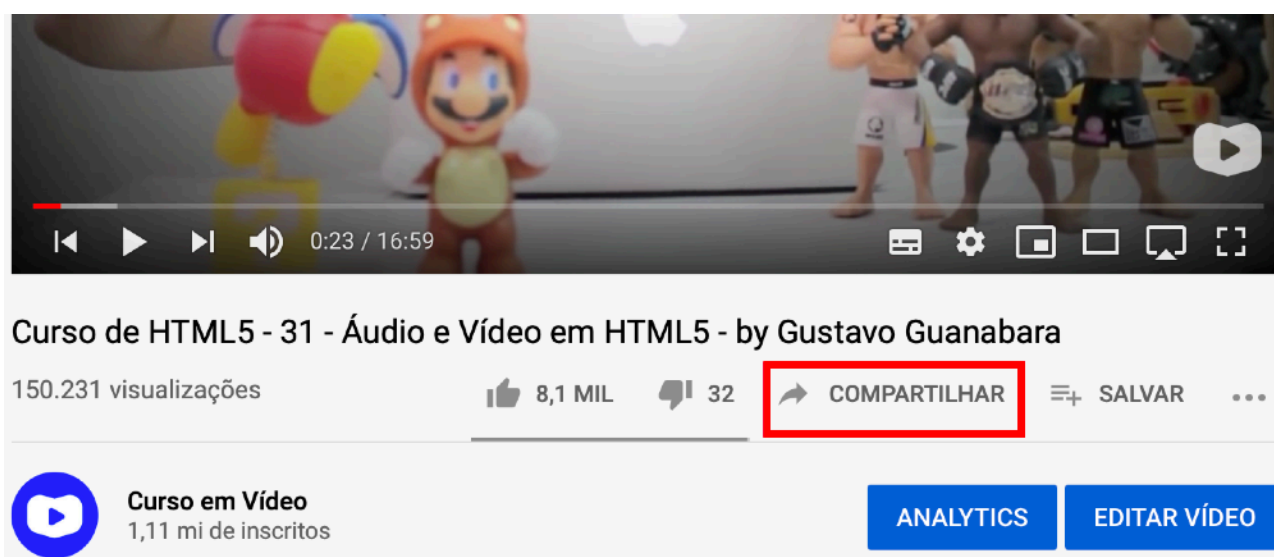 0:23 / 16:59
Curso de HTML5 - 31 - Áudio e Vídeo em HTML5 - by Gustavo Guanabara
150.231 visualizações 8,1 MIL 32 COMPARTILHAR SALVAR
Curso em Vídeo
1,11 mi de inscritos
ANALYTICS EDITAR VÍDEO